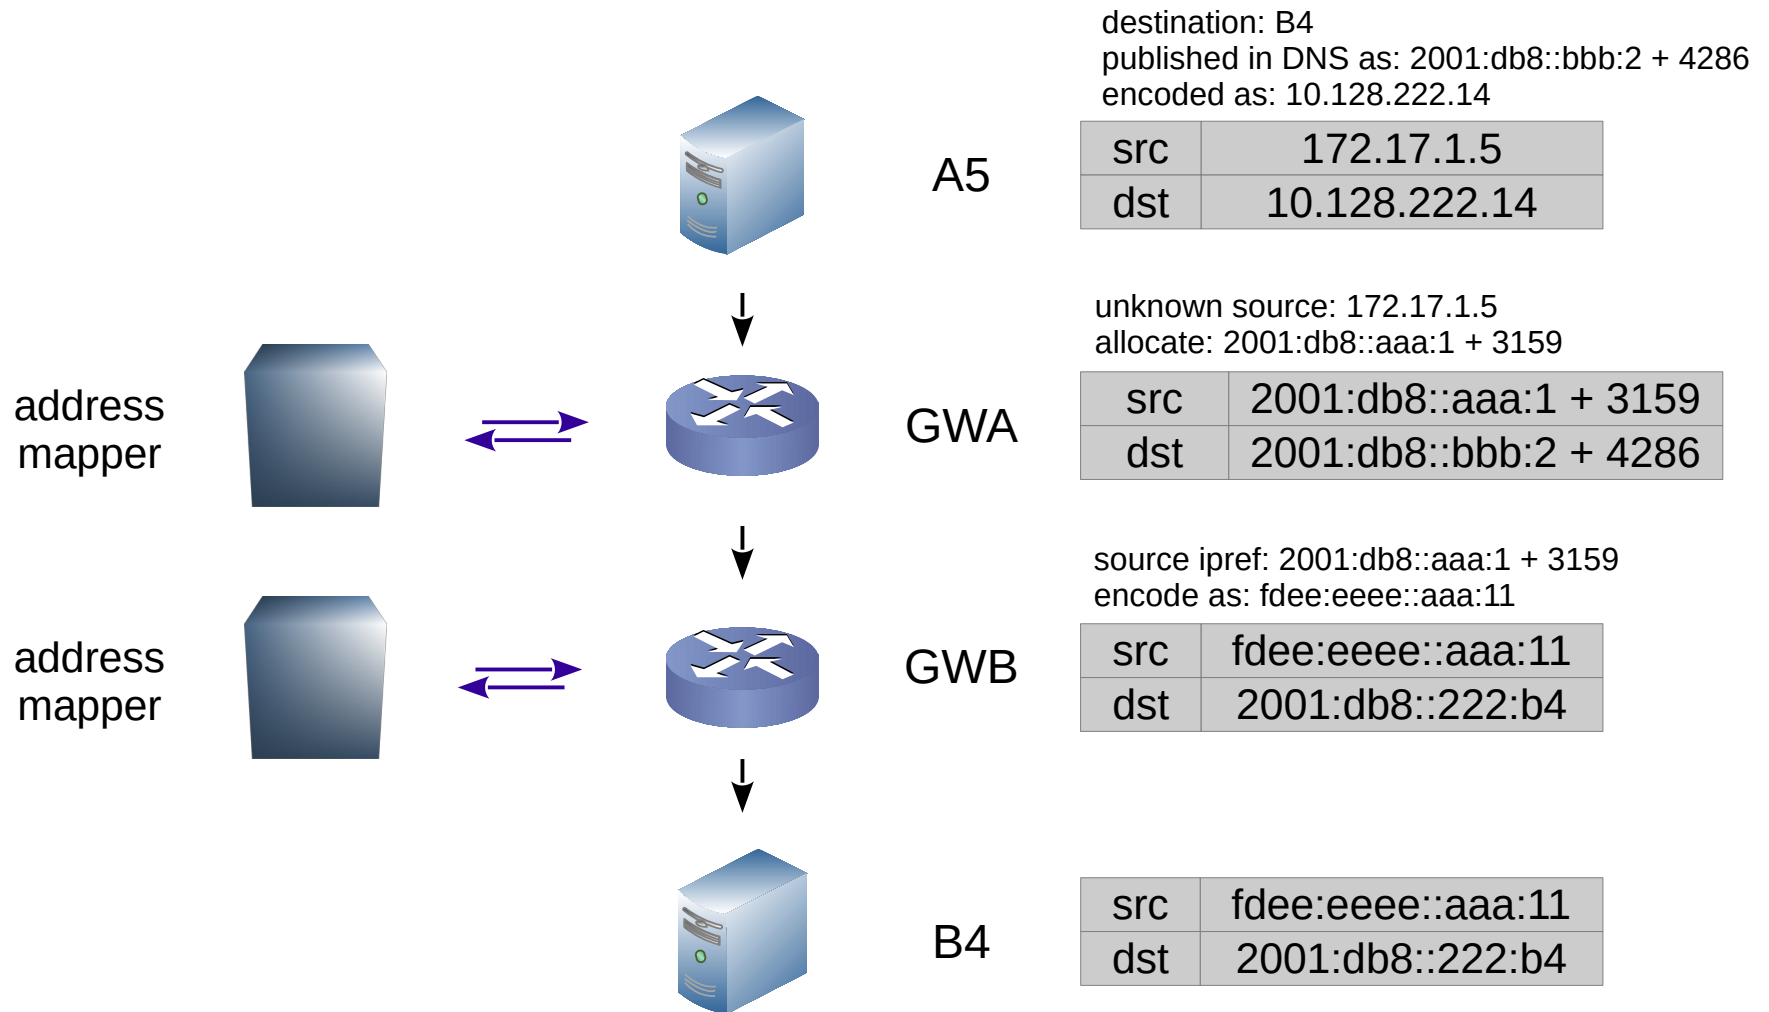 destination: B4
published in DNS as: 2001:db8::bbb:2 + 4286
encoded as: 10.128.222.14
A5
src 172.17.1.5
dst 10.128.222.14
unknown source: 172.17.1.5
allocate: 2001:db8::aaa:1 + 3159
address
mapper
GWA
src 2001:db8::aaa:1 + 3159
dst 2001:db8::bbb:2 + 4286
source ipref: 2001:db8::aaa:1 + 3159
encode as: fdee:eeee::aaa:11
address
mapper
GWB
src fdee:eeee::aaa:11
dst 2001:db8::222:b4
B4
src fdee:eeee::aaa:11
dst 2001:db8::222:b4